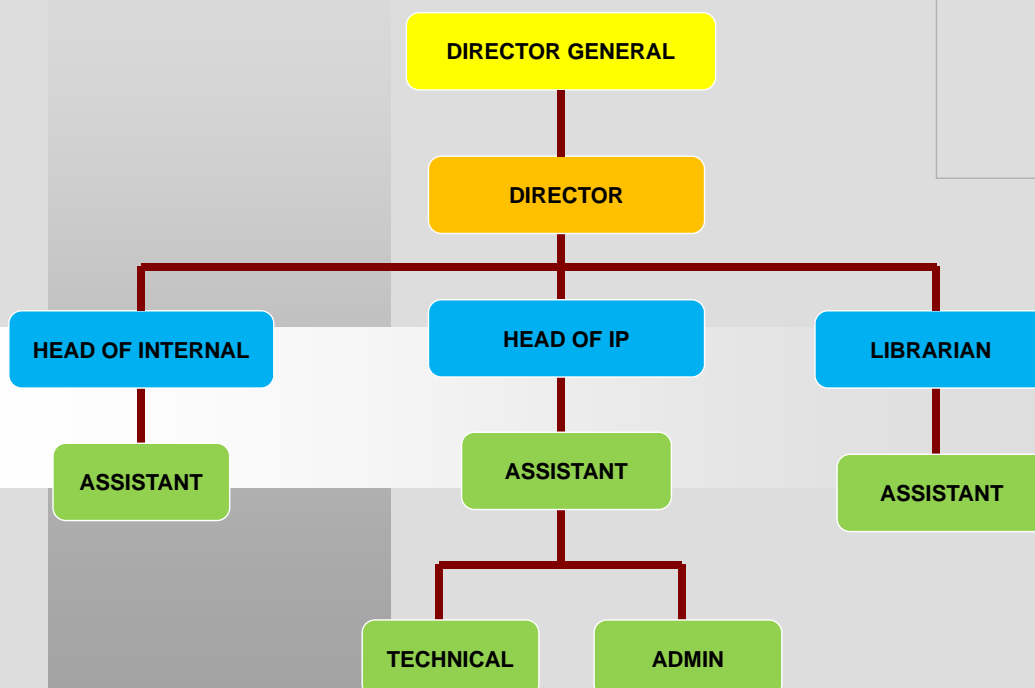 DIRECTOR GENERAL
DIRECTOR
HEAD OF INTERNAL
HEAD OF IP
LIBRARIAN
ASSISTANT
ASSISTANT
ASSISTANT
TECHNICAL
ADMIN